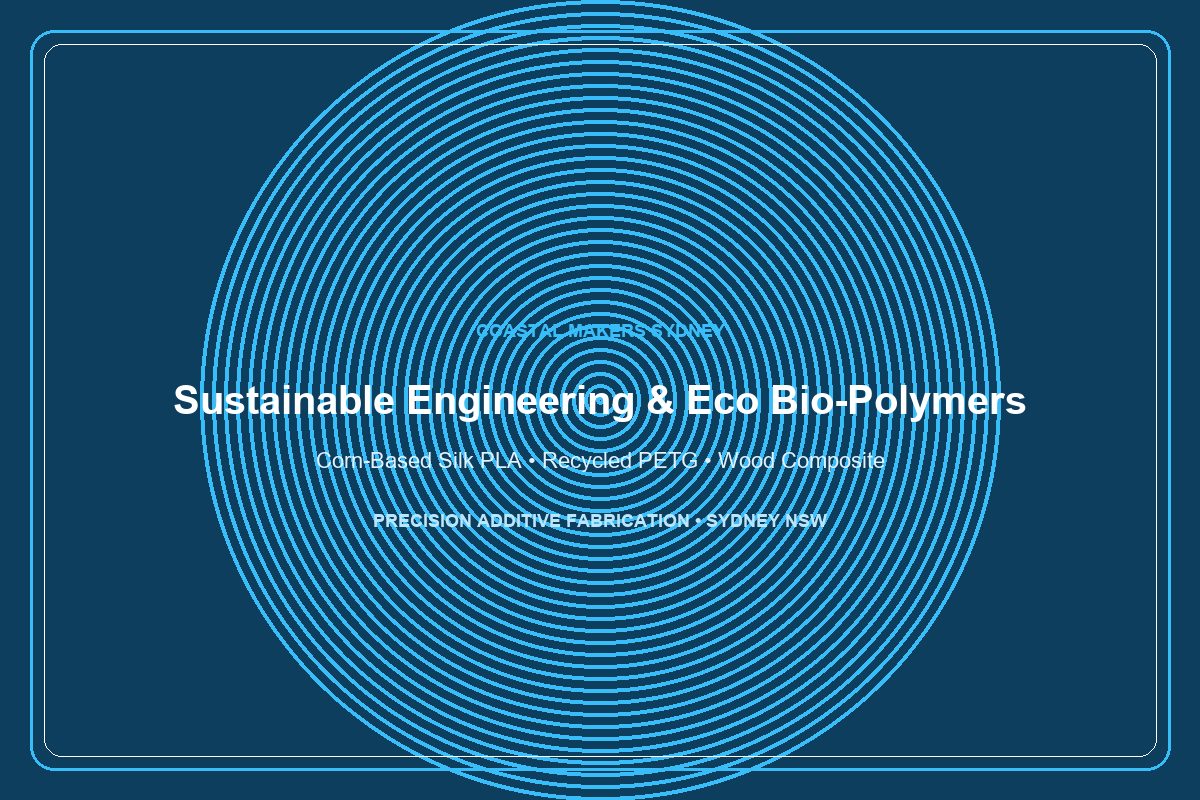 COASTAL MAKERS SYDNEY
Sustainable Engineering & Eco Bio-Polymers
Corn-Based Silk PLA • Recycled PETG • Wood Composite
PRECISION ADDITIVE FABRICATION • SYDNEY NSW